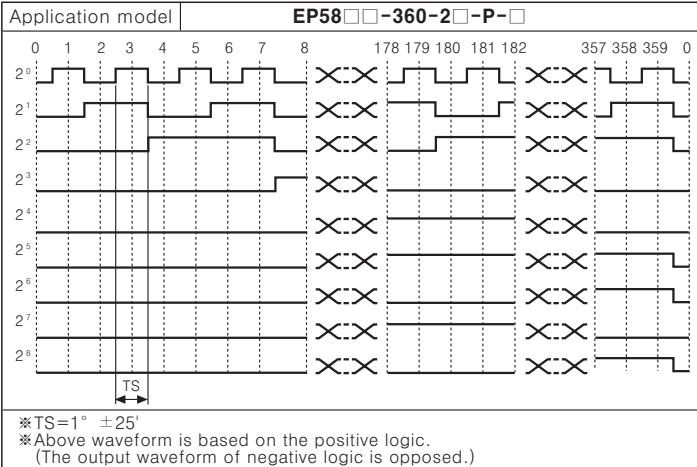 Application model EP58□□-360-2□-P-□
0 1 2 3 4 5 6 7 8 178 179 180 181 182 357 358 359 0
2⁰
2¹
2²
2³
2⁴
2⁵
2⁶
2⁷
2⁸
TS
※TS=1° ±25'
※Above waveform is based on the positive logic.
(The output waveform of negative logic is opposed.)